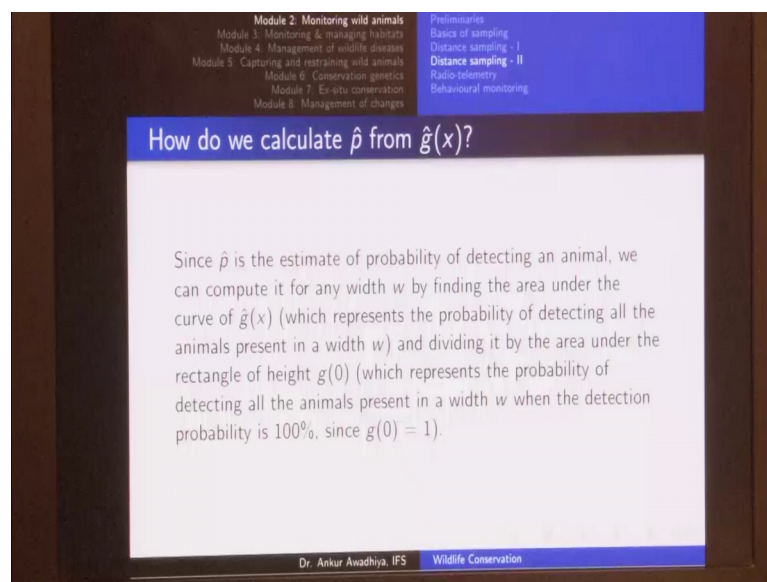 Module 2: Monitoring wild animals
Module 3: Monitoring & managing habitats
Module 4: Management of wildlife diseases
Module 5: Capturing and restraining wild animals
Module 6: Conservation genetics
Module 7: Ex-situ conservation
Module 8: Management of changes
Preliminaries
Basics of sampling
Distance sampling - I
Distance sampling - II
Radio-telemetry
Behavioural monitoring
How do we calculate p̂ from ĝ(x)?
Since p̂ is the estimate of probability of detecting an animal, we
can compute it for any width w by finding the area under the
curve of ĝ(x) (which represents the probability of detecting all the
animals present in a width w) and dividing it by the area under the
rectangle of height g(0) (which represents the probability of
detecting all the animals present in a width w when the detection
probability is 100%, since g(0) = 1).
Dr. Ankur Awadhiya, IFS
Wildlife Conservation